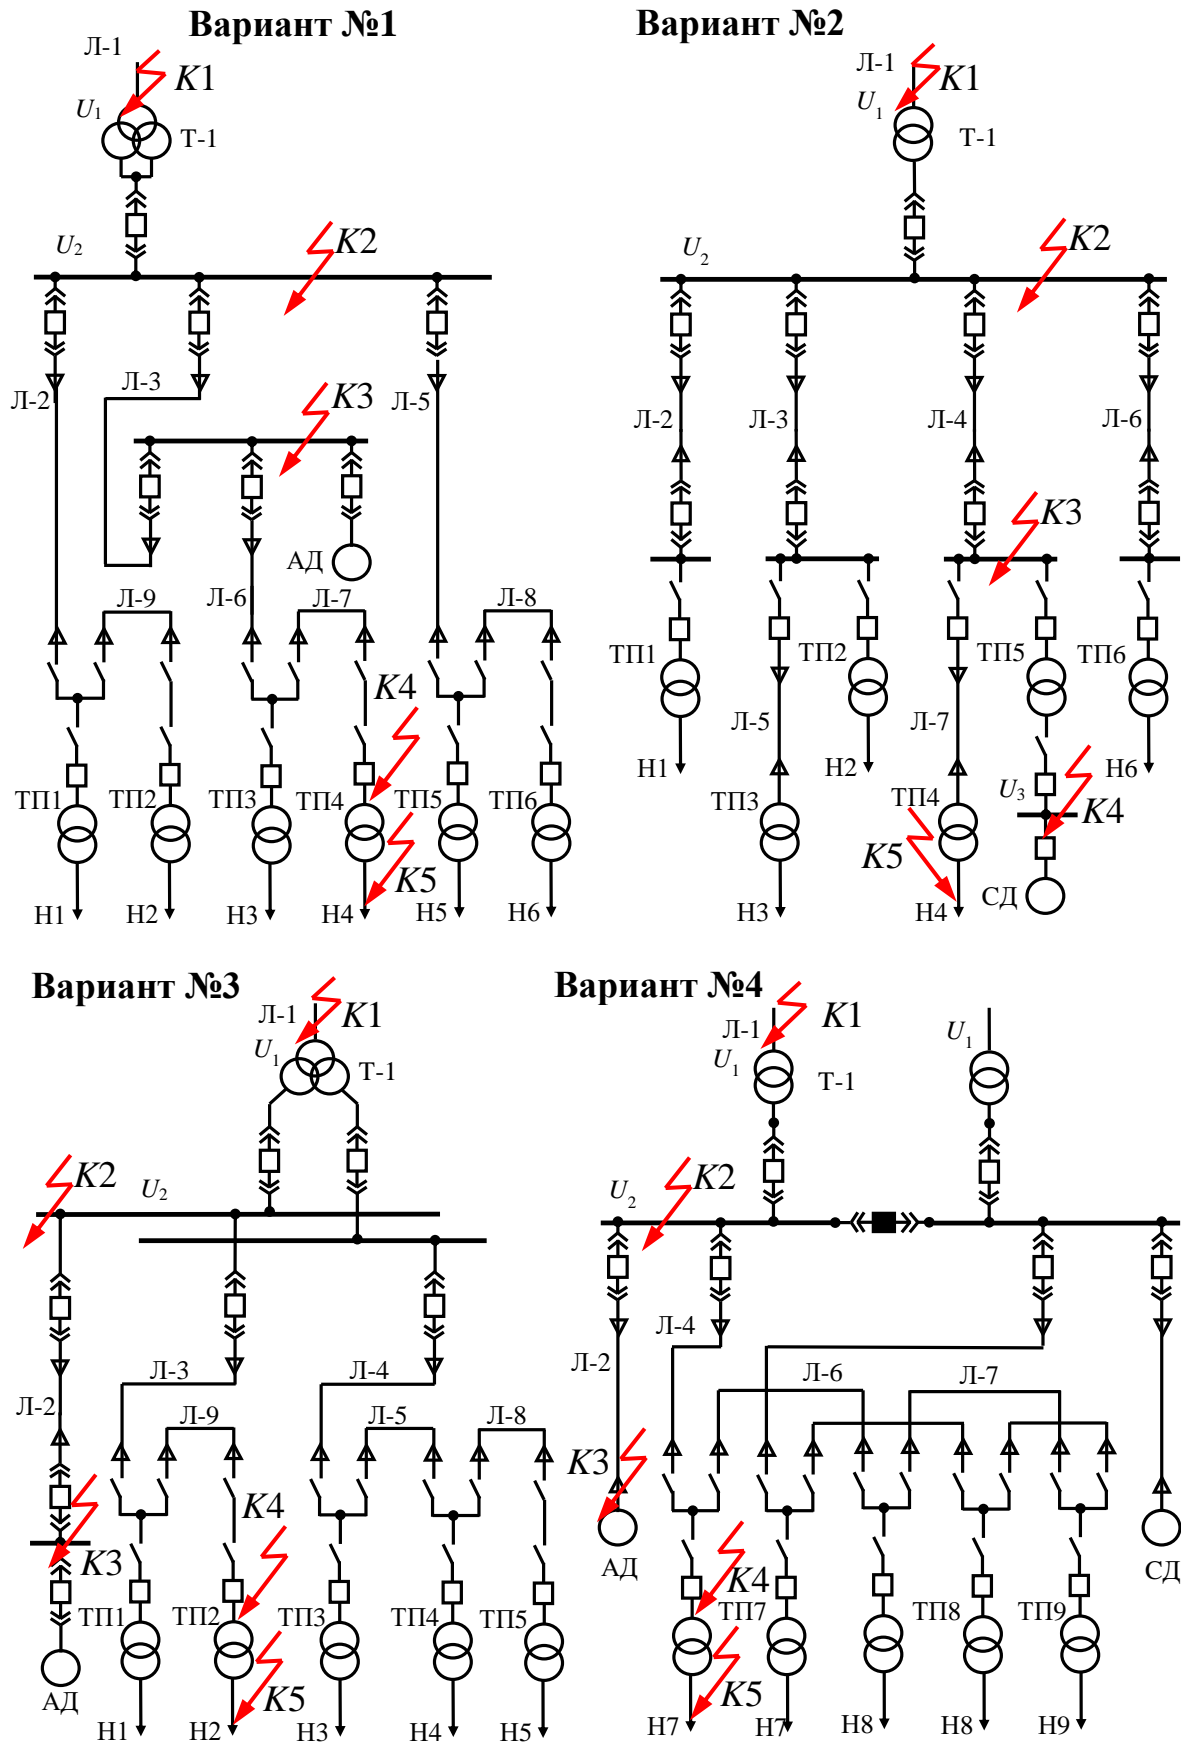 Вариант №1
Л-1
K1
U1
Т-1
U2
K2
Л-2
Л-3
K3
Л-5
АД
Л-9
Л-6
Л-7
Л-8
K4
ТП1
ТП2
ТП3
ТП4
ТП5
ТП6
K5
Н1
Н2
Н3
Н4
Н5
Н6
Вариант №2
Л-1
K1
U1
Т-1
U2
K2
Л-2
Л-3
Л-4
Л-6
K3
ТП1
ТП2
ТП5
ТП6
Л-5
Л-7
Н1
Н2
U3
Н6
ТП3
ТП4
K4
K5
Н3
Н4
СД
Вариант №3
Л-1
K1
U1
Т-1
K2
U2
Л-3
Л-4
Л-2
Л-9
Л-5
Л-8
K4
K3
ТП1
ТП2
ТП3
ТП4
ТП5
АД
K5
Н1
Н2
Н3
Н4
Н5
Вариант №4
Л-1
K1
U1
Т-1
U1
U2
K2
Л-4
Л-2
Л-6
Л-7
K3
АД
СД
K4
ТП7
ТП8
ТП9
K5
Н7
Н7
Н8
Н8
Н9